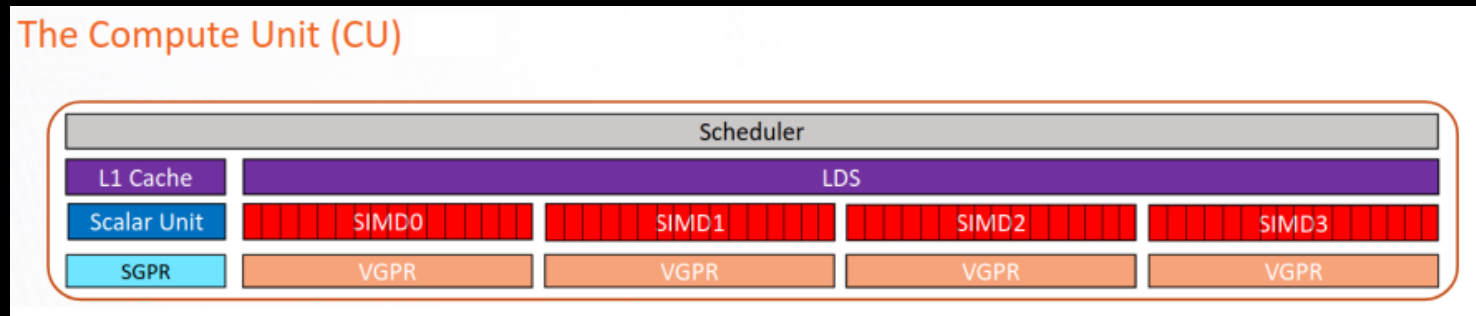 The Compute Unit (CU)
Scheduler
L1 Cache LDS
Scalar Unit SIMD0 SIMD1 SIMD2 SIMD3
SGPR VGPR VGPR VGPR VGPR